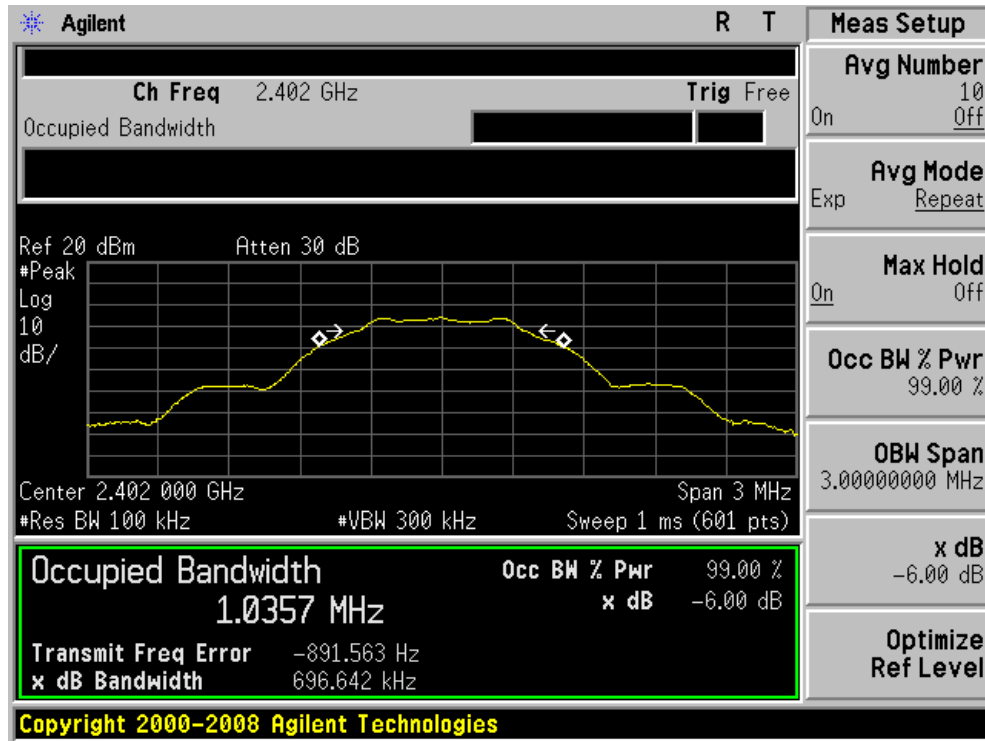 Agilent R T
Ch Freq 2.402 GHz Trig Free
Occupied Bandwidth
Ref 20 dBm Atten 30 dB
#Peak
Log
10
dB/
Center 2.402 000 GHz Span 3 MHz
#Res BW 100 kHz #VBW 300 kHz Sweep 1 ms (601 pts)
Occupied Bandwidth Occ BW % Pwr 99.00 %
1.0357 MHz x dB -6.00 dB
Transmit Freq Error -891.563 Hz
x dB Bandwidth 696.642 kHz
Copyright 2000-2008 Agilent Technologies
Meas Setup
Avg Number
10
On Off
Avg Mode
Exp Repeat
Max Hold
On Off
Occ BW % Pwr
99.00 %
OBW Span
3.00000000 MHz
x dB
-6.00 dB
Optimize
Ref Level